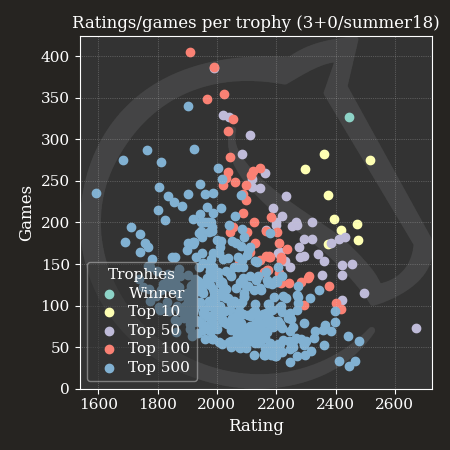 Ratings/games per trophy (3+0/summer18)
Games
400
350
300
250
200
150
100
50
0
Trophies
Winner
Top 10
Top 50
Top 100
Top 500
1600 1800 2000 2200 2400 2600
Rating